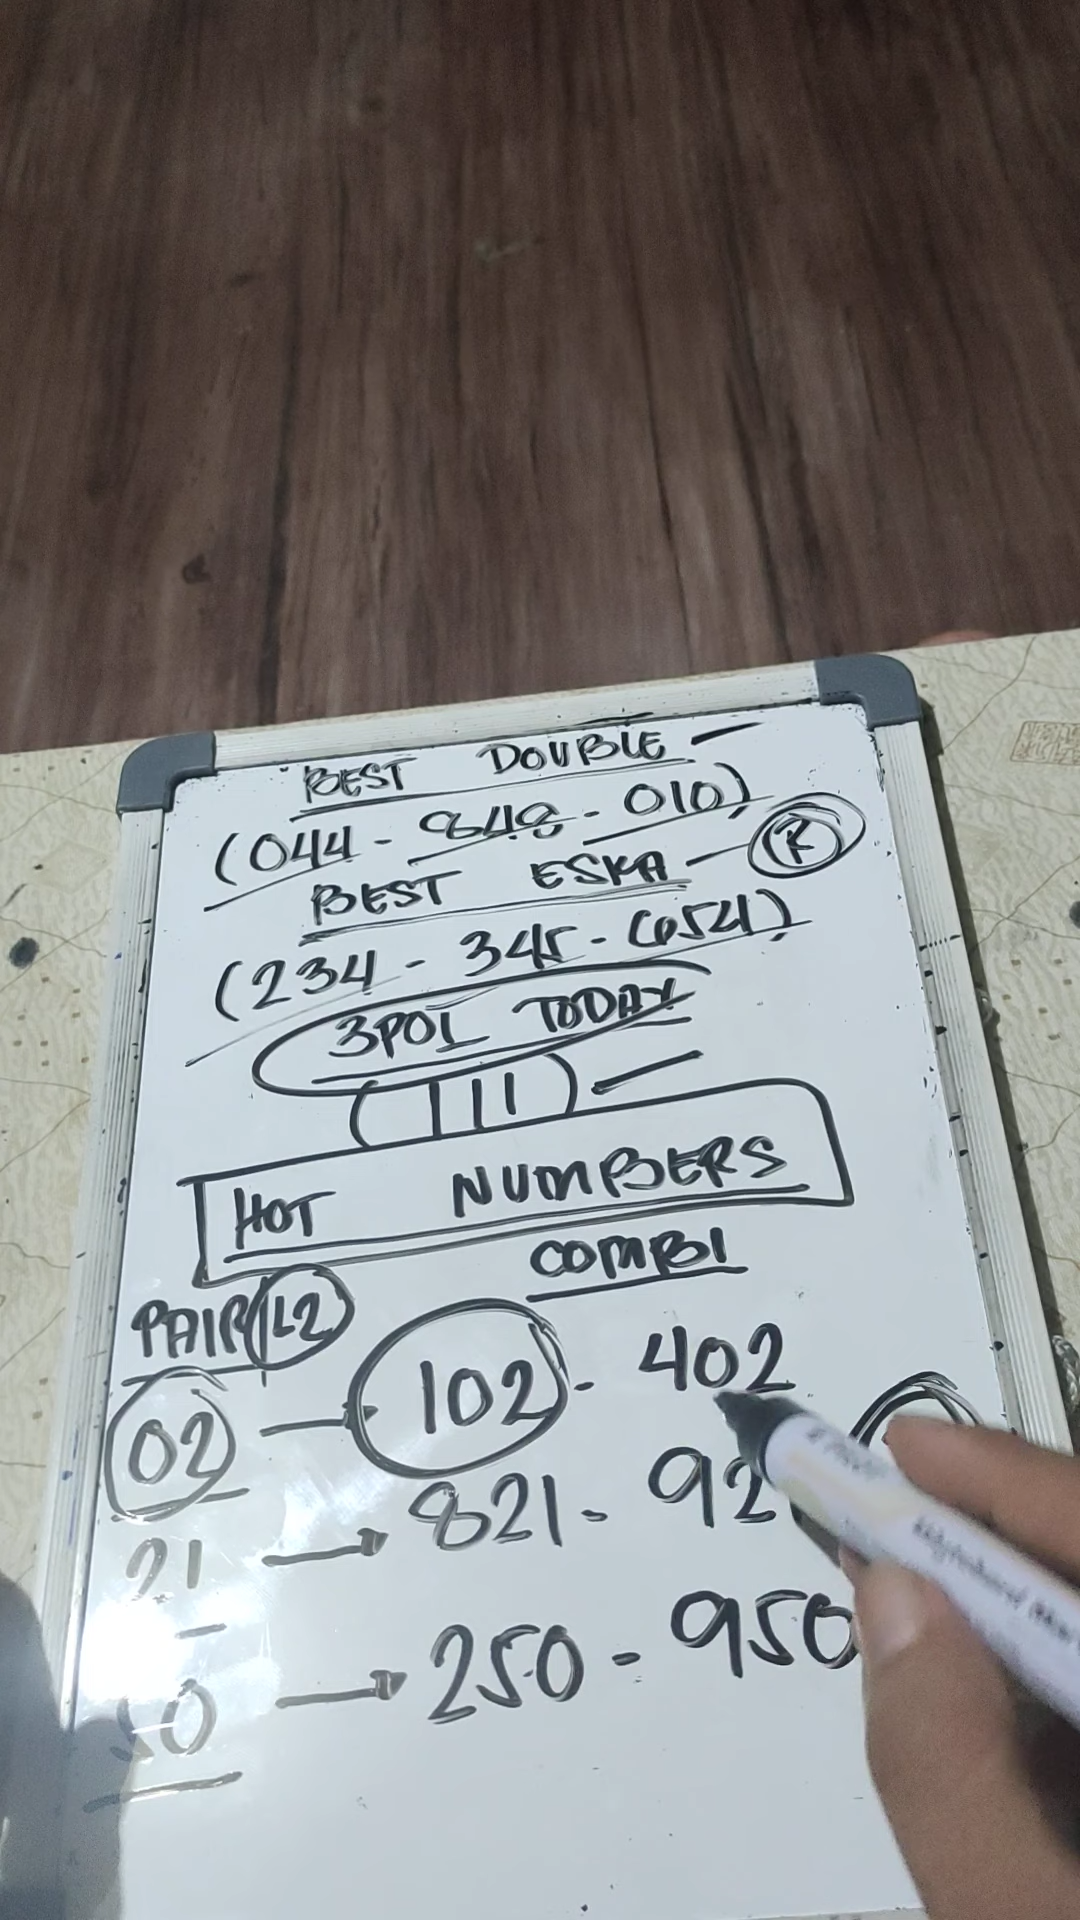 BEST DOUBLE -
(044 - 848 - 010)
BEST ESKA - (7)
(234 - 345 - 654)
3POL TODAY
(111) -
HOT NUMBERS
COMBI
PAIR (L2)
02 - 102 - 402
21 → 821 - 92
50 → 250 - 950